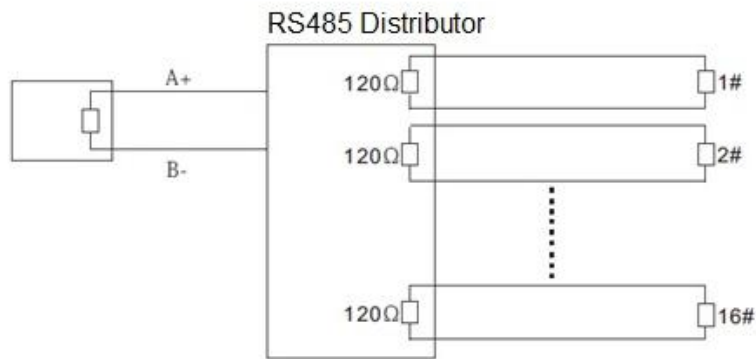 RS485 Distributor
A+
B-
120Ω 1#
120Ω 2#
120Ω 16#